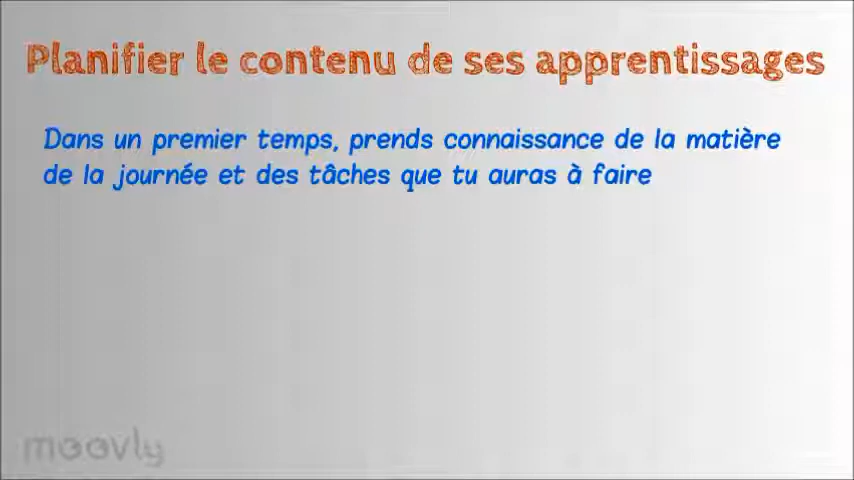 Planifier le contenu de ses apprentissages
Dans un premier temps, prends connaissance de la matière
de la journée et des tâches que tu auras à faire
moovly